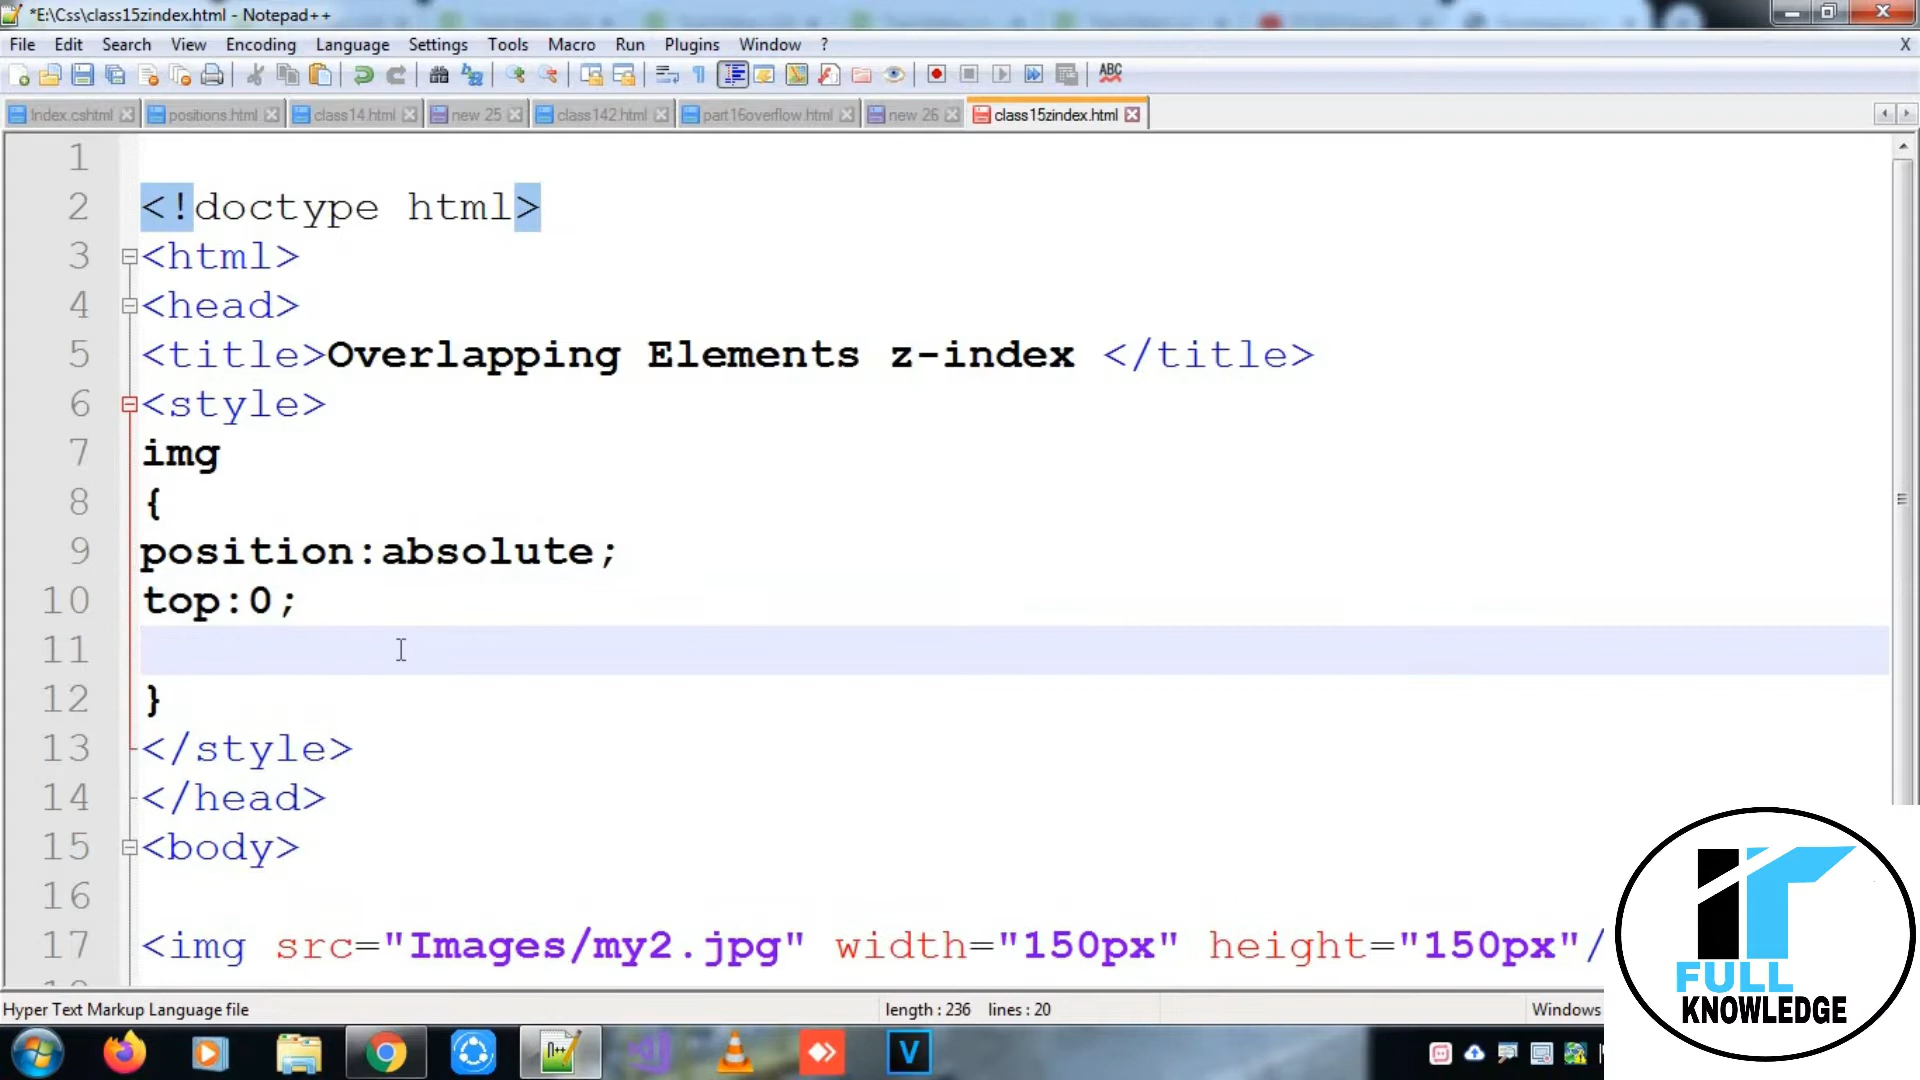 *E:\Css\class15zindex.html - Notepad++
File Edit Search View Encoding Language Settings Tools Macro Run Plugins Window ? X
ABC
Index.cshtml positions.html class14.html new 25 class142.html part16overflow.html new 26 class15zindex.html
1
2 <!doctype html>
3 <html>
4 <head>
5 <title>Overlapping Elements z-index </title>
6 <style>
7 img
8 {
9 position:absolute;
10 top:0;
11
12 }
13 </style>
14 </head>
15 <body>
16
17 <img src="Images/my2.jpg" width="150px" height="150px"/
Hyper Text Markup Language file length : 236 lines : 20 Windows
FULL
KNOWLEDGE